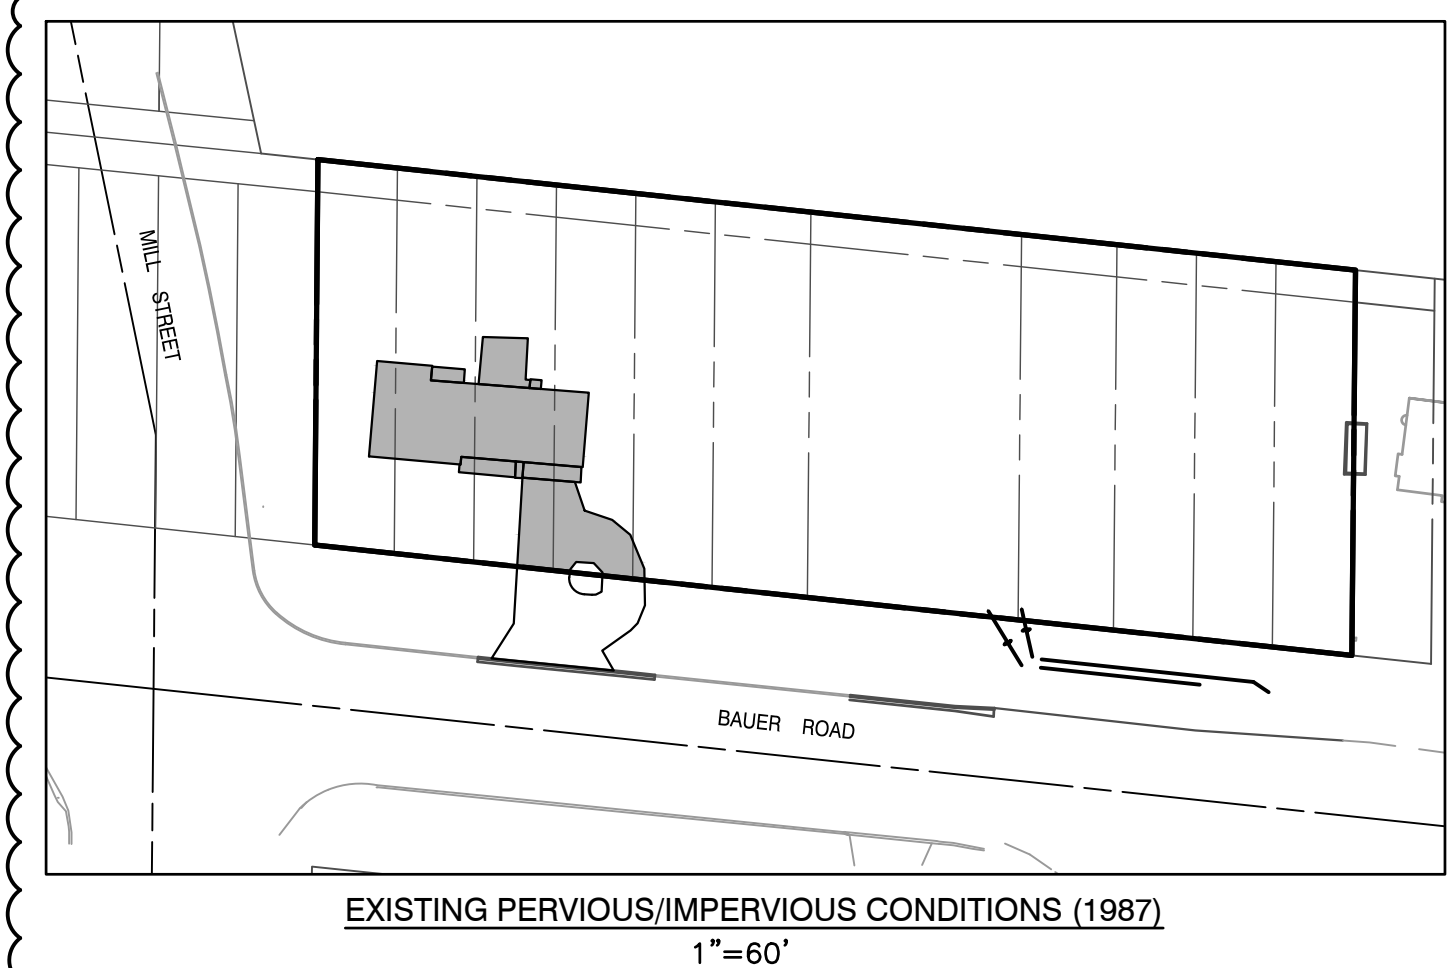 MILL STREET
BAUER ROAD
EXISTING PERVIOUS/IMPERVIOUS CONDITIONS (1987)
1"=60'